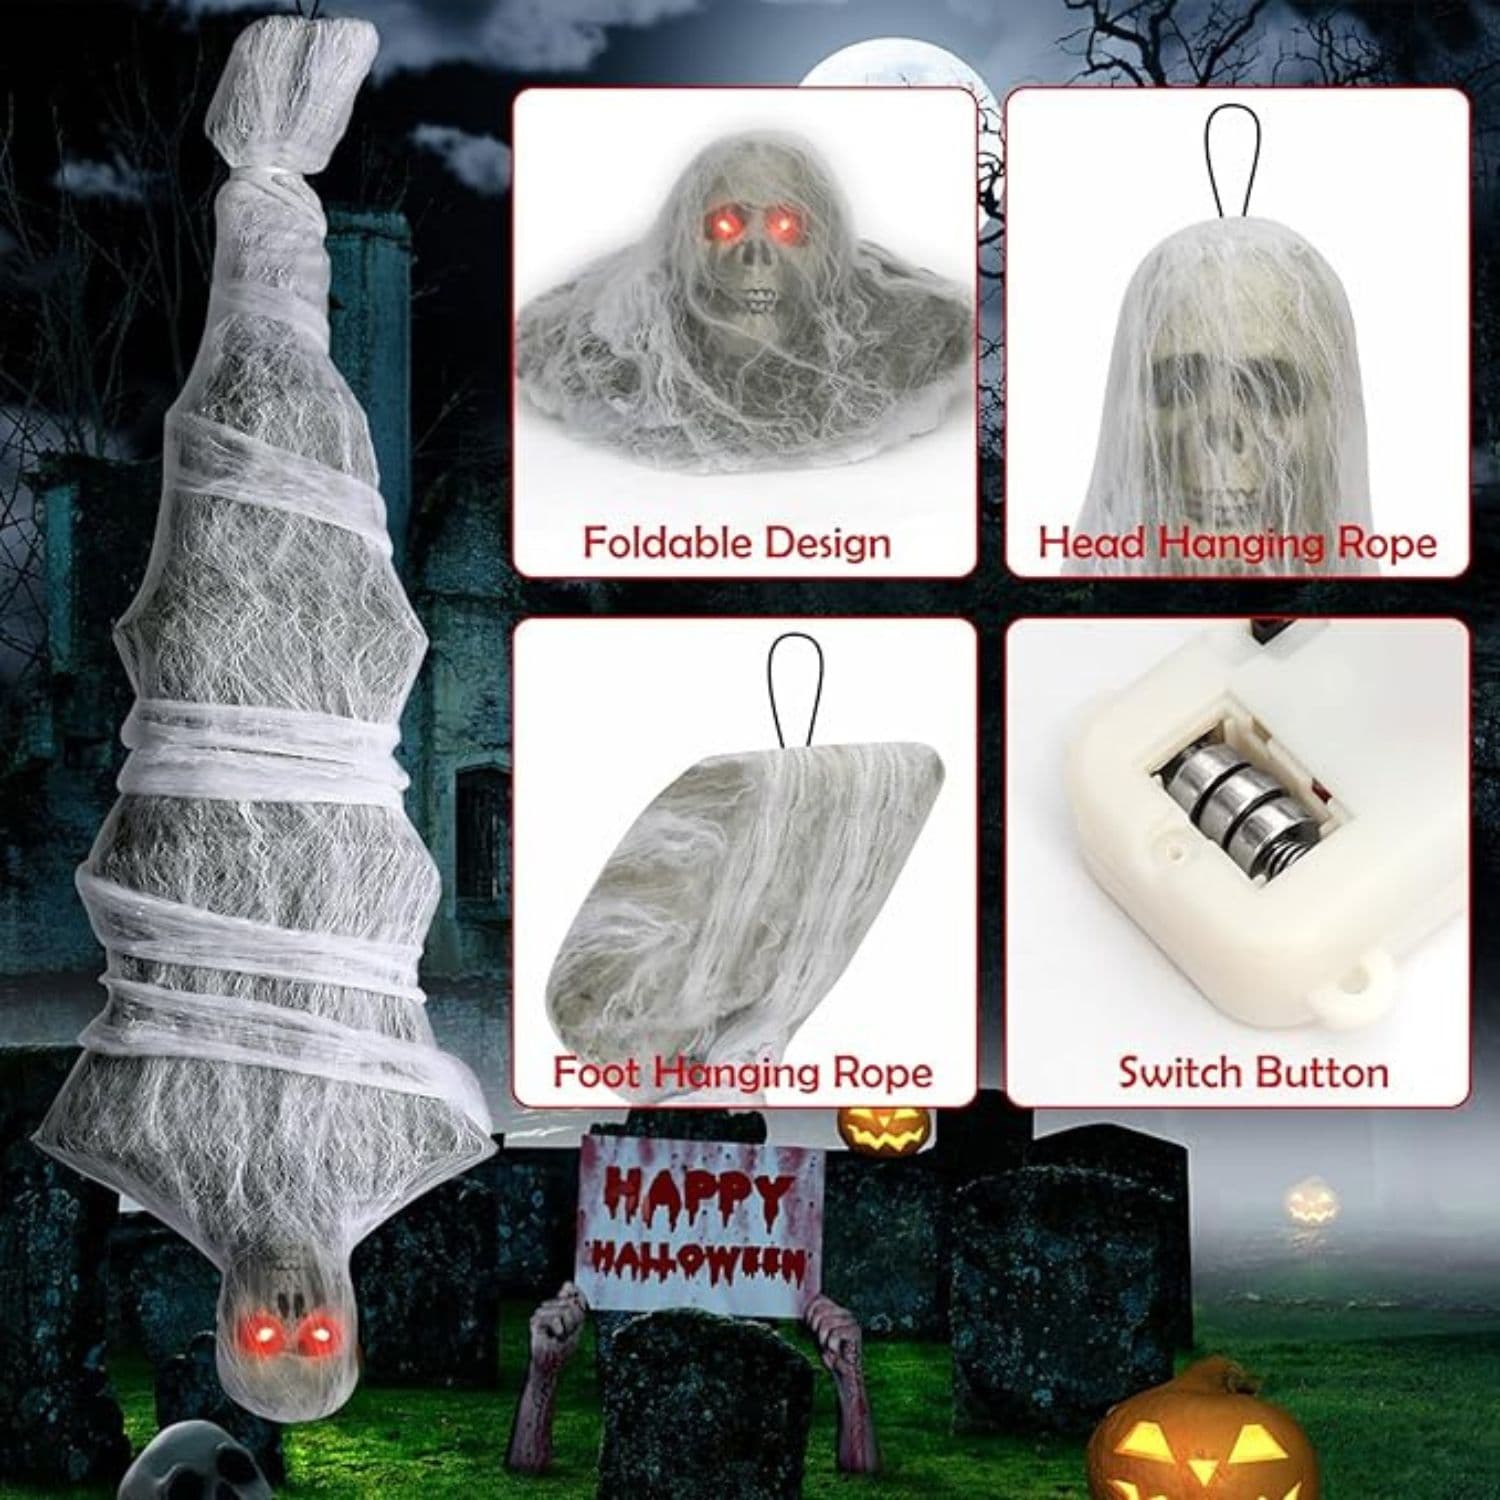 Foldable Design
Head Hanging Rope
Foot Hanging Rope
Switch Button
HAPPY
HALLOWEEN